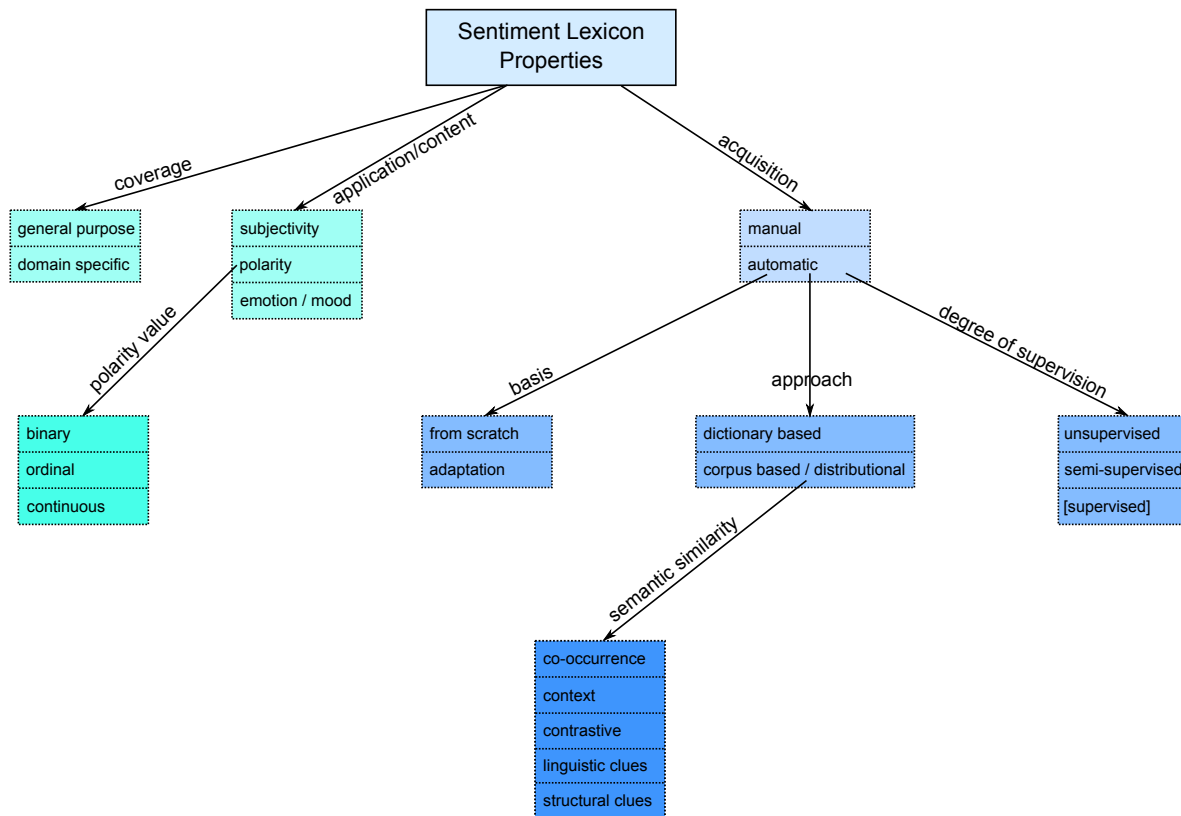 Sentiment Lexicon
Properties
coverage
application/content
acquisition
general purpose
domain specific
subjectivity
polarity
emotion / mood
manual
automatic
polarity value
basis
approach
degree of supervision
binary
ordinal
continuous
from scratch
adaptation
dictionary based
corpus based / distributional
unsupervised
semi-supervised
[supervised]
semantic similarity
co-occurrence
context
contrastive
linguistic clues
structural clues